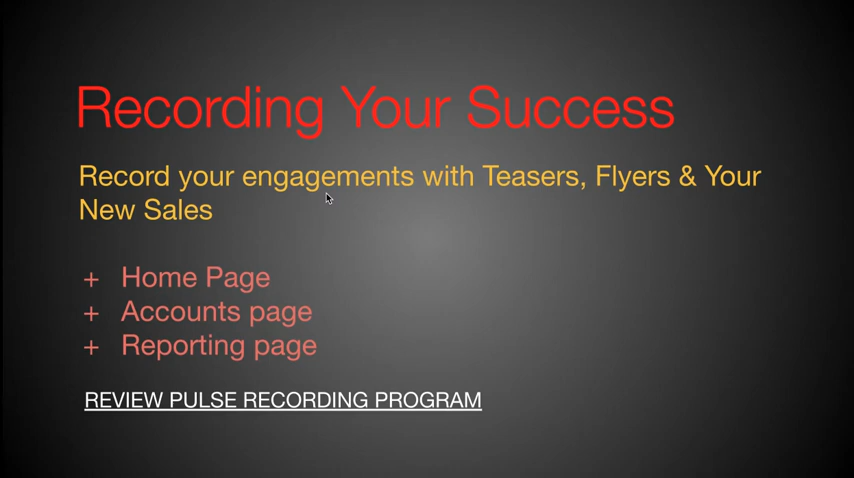 Recording Your Success
Record your engagements with Teasers, Flyers & Your
New Sales
+ Home Page
+ Accounts page
+ Reporting page
REVIEW PULSE RECORDING PROGRAM